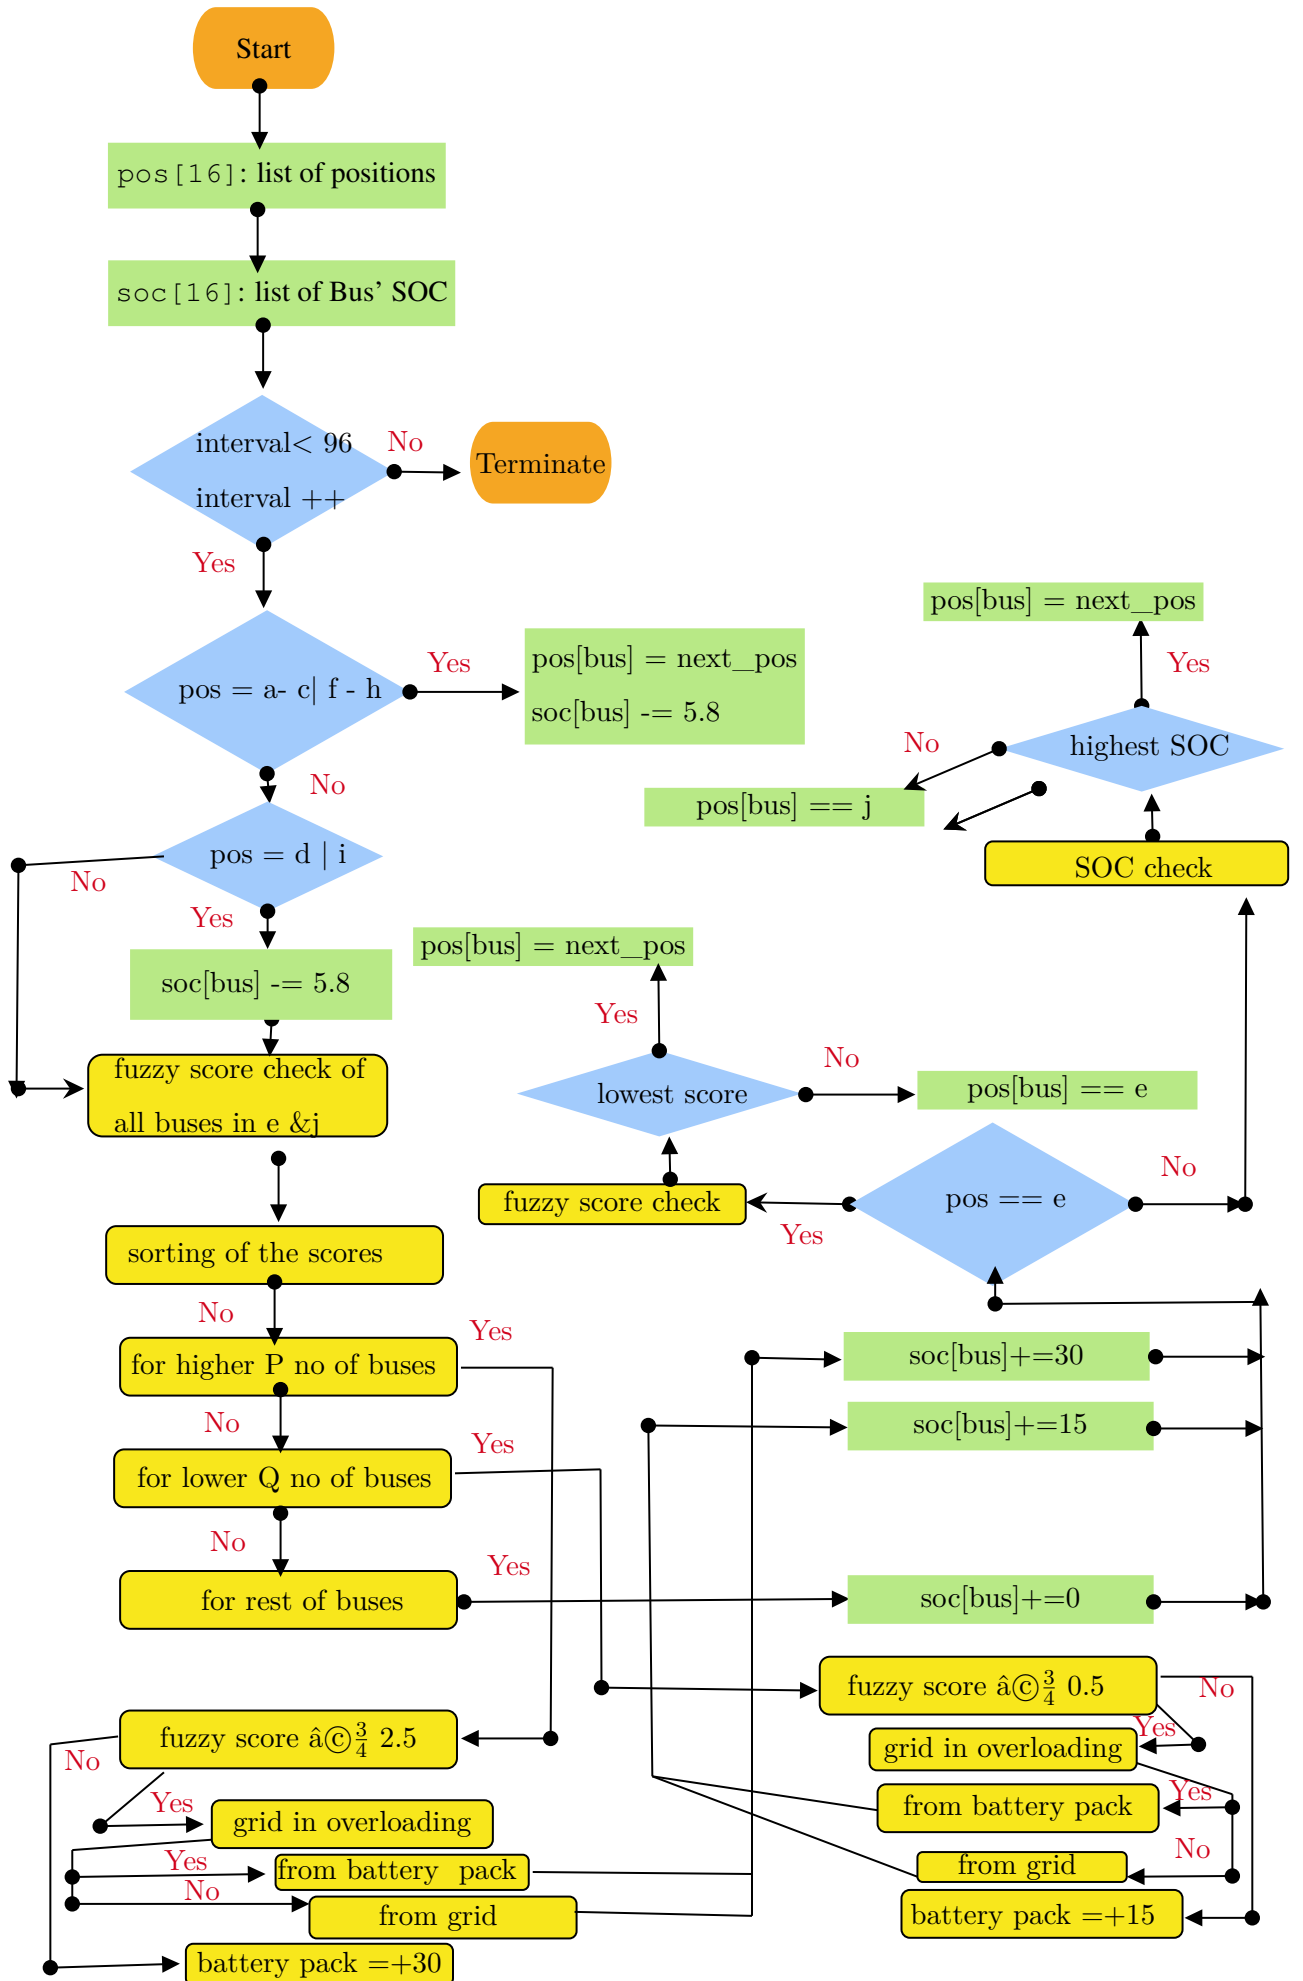 Start
pos[16]: list of positions
soc[16]: list of Bus’ SOC
interval< 96
interval ++
No
Terminate
Yes
pos = a- c| f - h
Yes
pos[bus] = next_pos
soc[bus] -= 5.8
No
pos = d | i
No
Yes
soc[bus] -= 5.8
fuzzy score check of
all buses in e &j
sorting of the scores
No
for higher P no of buses
Yes
No
for lower Q no of buses
Yes
No
for rest of buses
Yes
pos[bus] = next_pos
Yes
highest SOC
No
pos[bus] == j
SOC check
pos[bus] = next_pos
Yes
lowest score
No
pos[bus] == e
fuzzy score check
Yes
pos == e
No
soc[bus]+=30
soc[bus]+=15
soc[bus]+=0
fuzzy score â©¾ 0.5
No
Yes
grid in overloading
Yes
from battery pack
No
from grid
battery pack =+15
fuzzy score â©¾ 2.5
No
Yes
grid in overloading
Yes
from battery pack
No
from grid
battery pack =+30